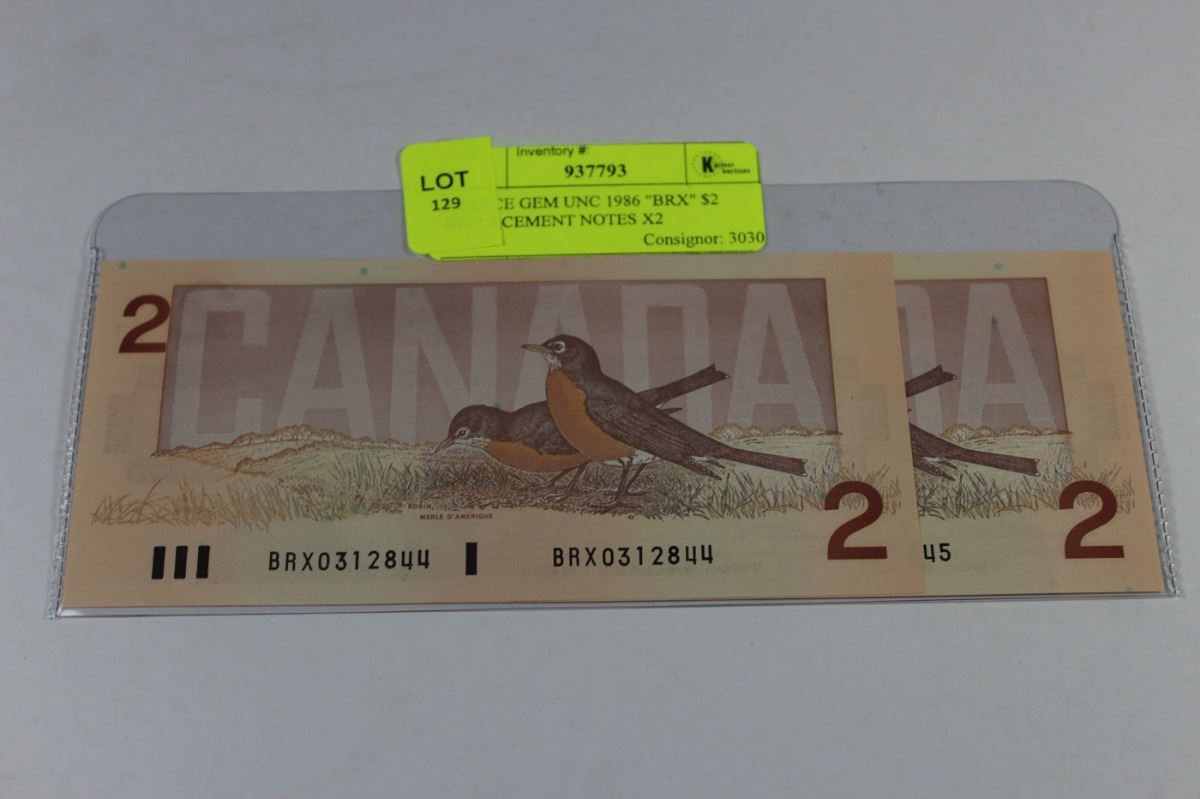 LOT
129
Inventory #:
937793
GEM UNC 1986 "BRX" $2
CEMENT NOTES X2
Consignor: 3030
2
CANADA
DA
ROBIN
MERLE D'AMÉRIQUE
BRX0312844
BRX0312844
2
45
2